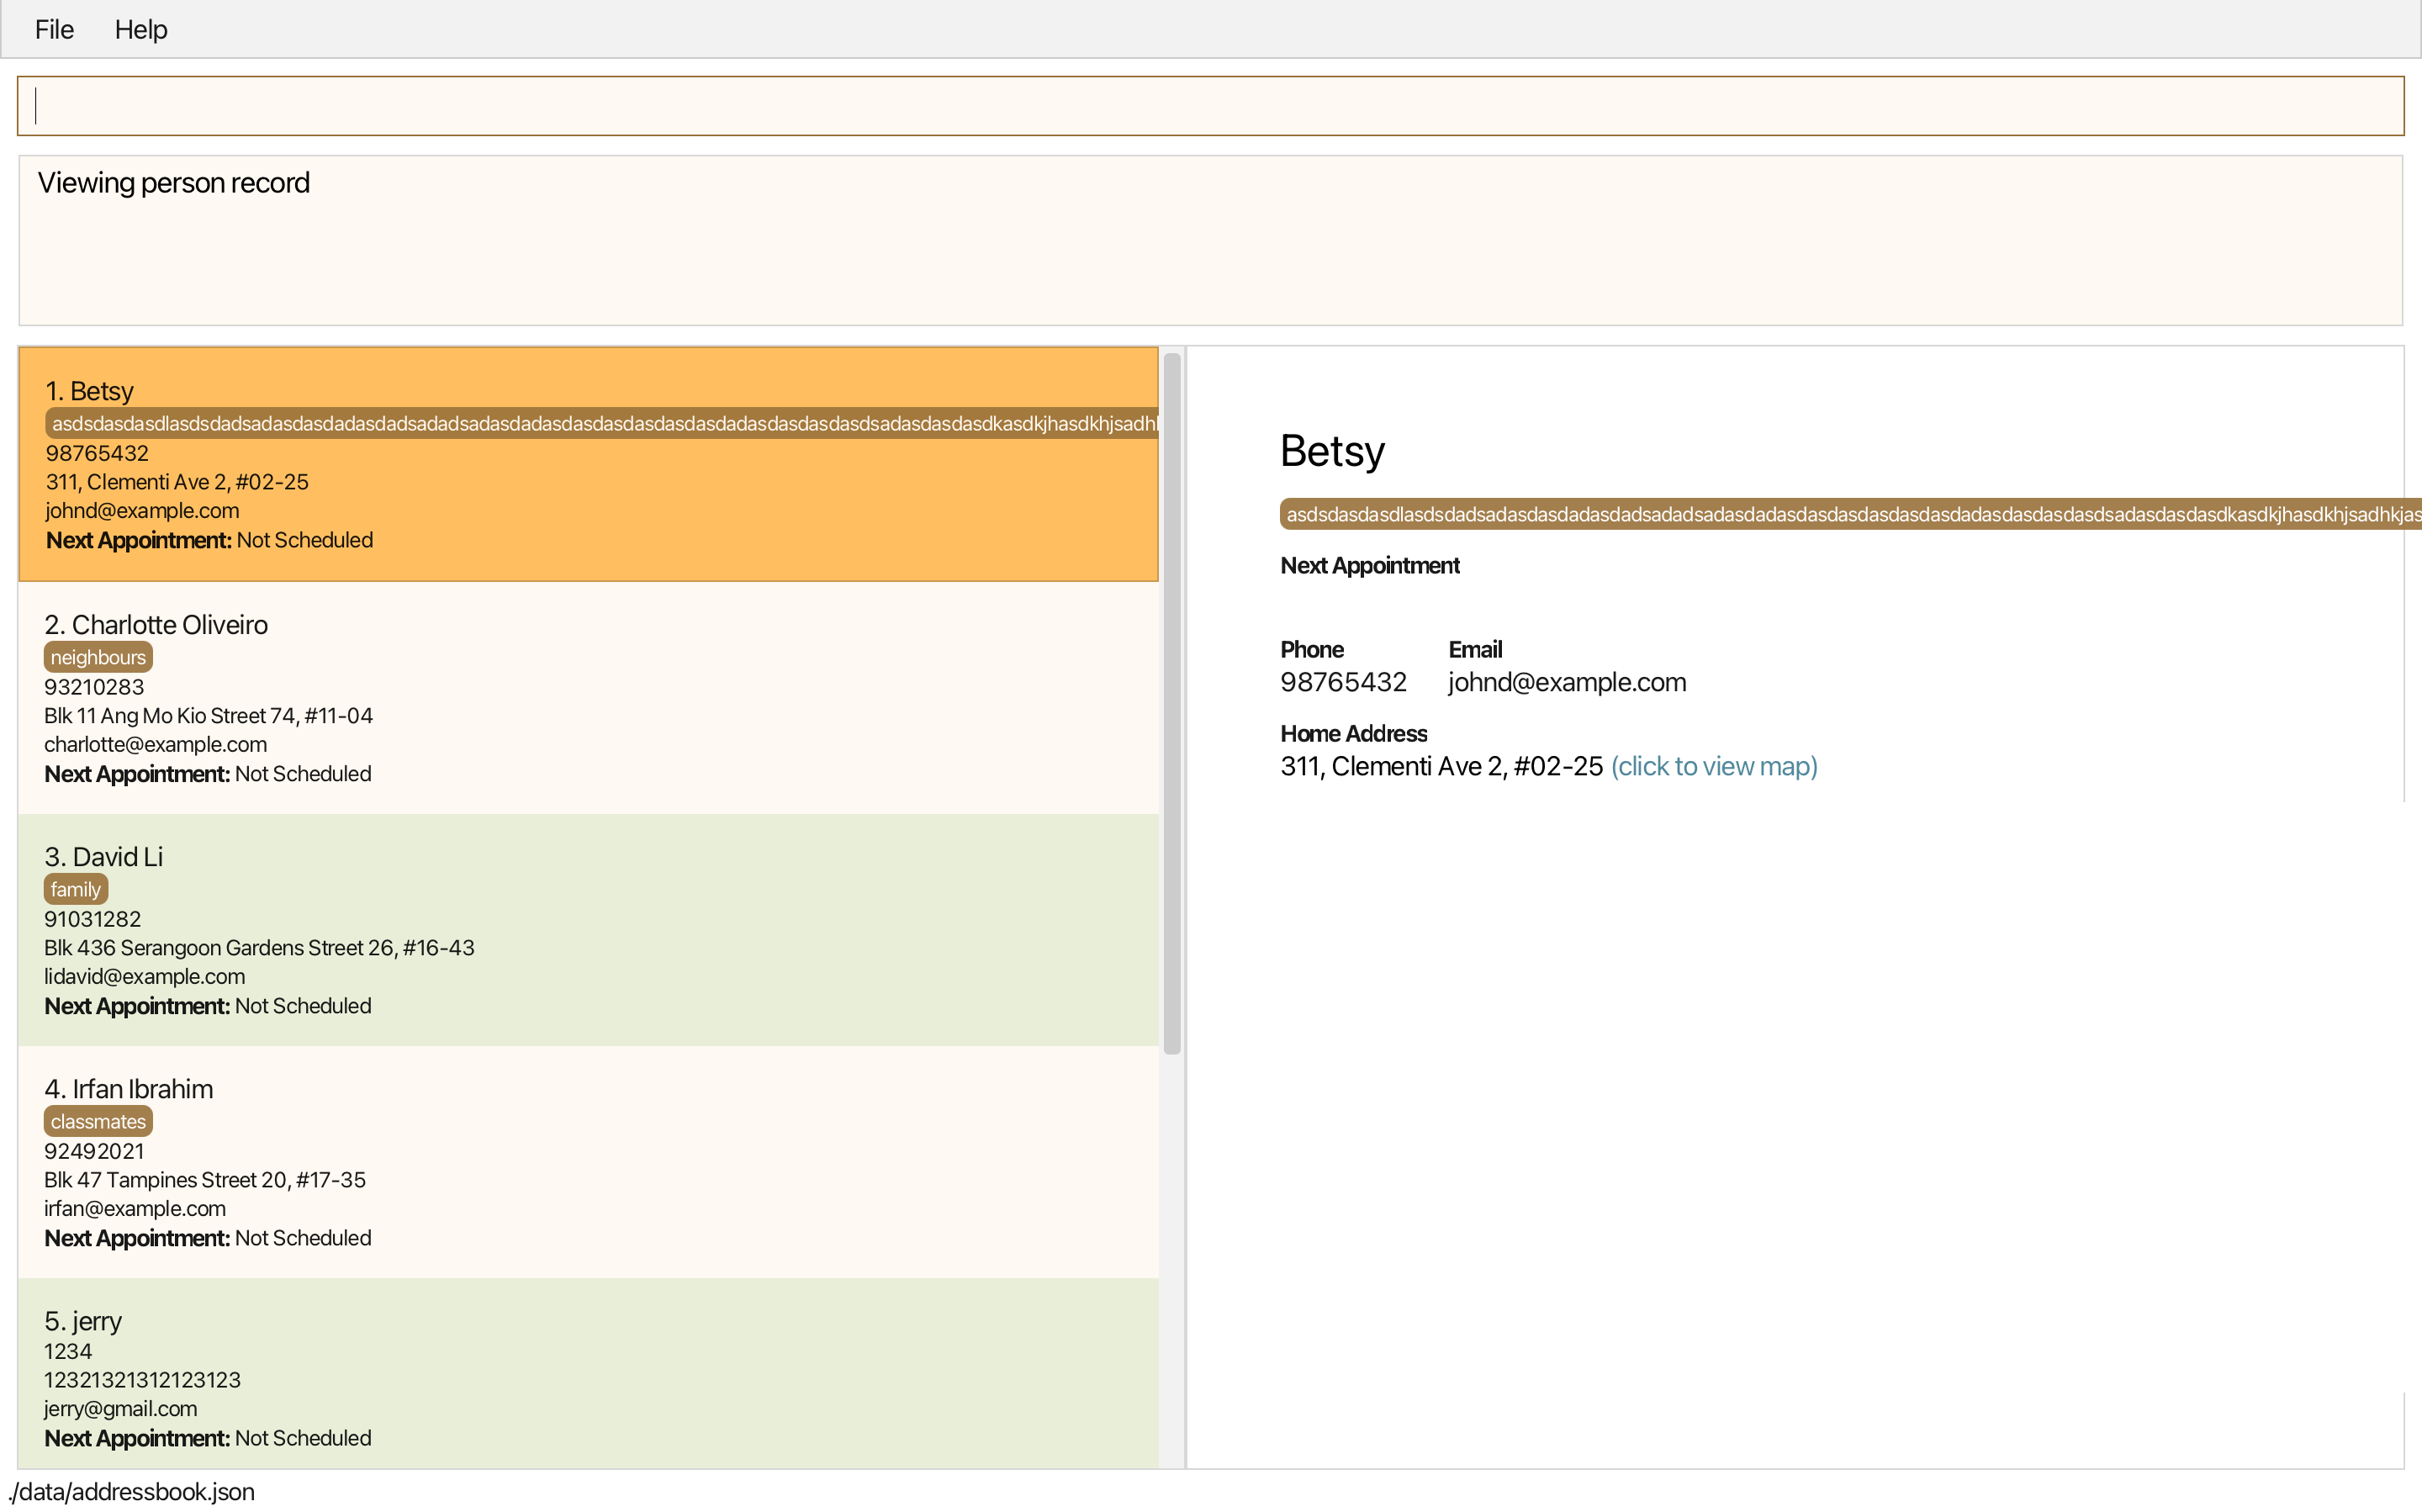 File Help
Viewing person record
1. Betsy
98765432
311, Clementi Ave 2, #02-25
johnd@example.com
Next Appointment: Not Scheduled
2. Charlotte Oliveiro
neighbours
93210283
Blk 11 Ang Mo Kio Street 74, #11-04
charlotte@example.com
Next Appointment: Not Scheduled
3. David Li
family
91031282
Blk 436 Serangoon Gardens Street 26, #16-43
lidavid@example.com
Next Appointment: Not Scheduled
4. Irfan Ibrahim
classmates
92492021
Blk 47 Tampines Street 20, #17-35
irfan@example.com
Next Appointment: Not Scheduled
5. jerry
1234
12321321312123123
jerry@gmail.com
Next Appointment: Not Scheduled
Betsy
Next Appointment
Phone Email
98765432 johnd@example.com
Home Address
311, Clementi Ave 2, #02-25 (click to view map)
./data/addressbook.json